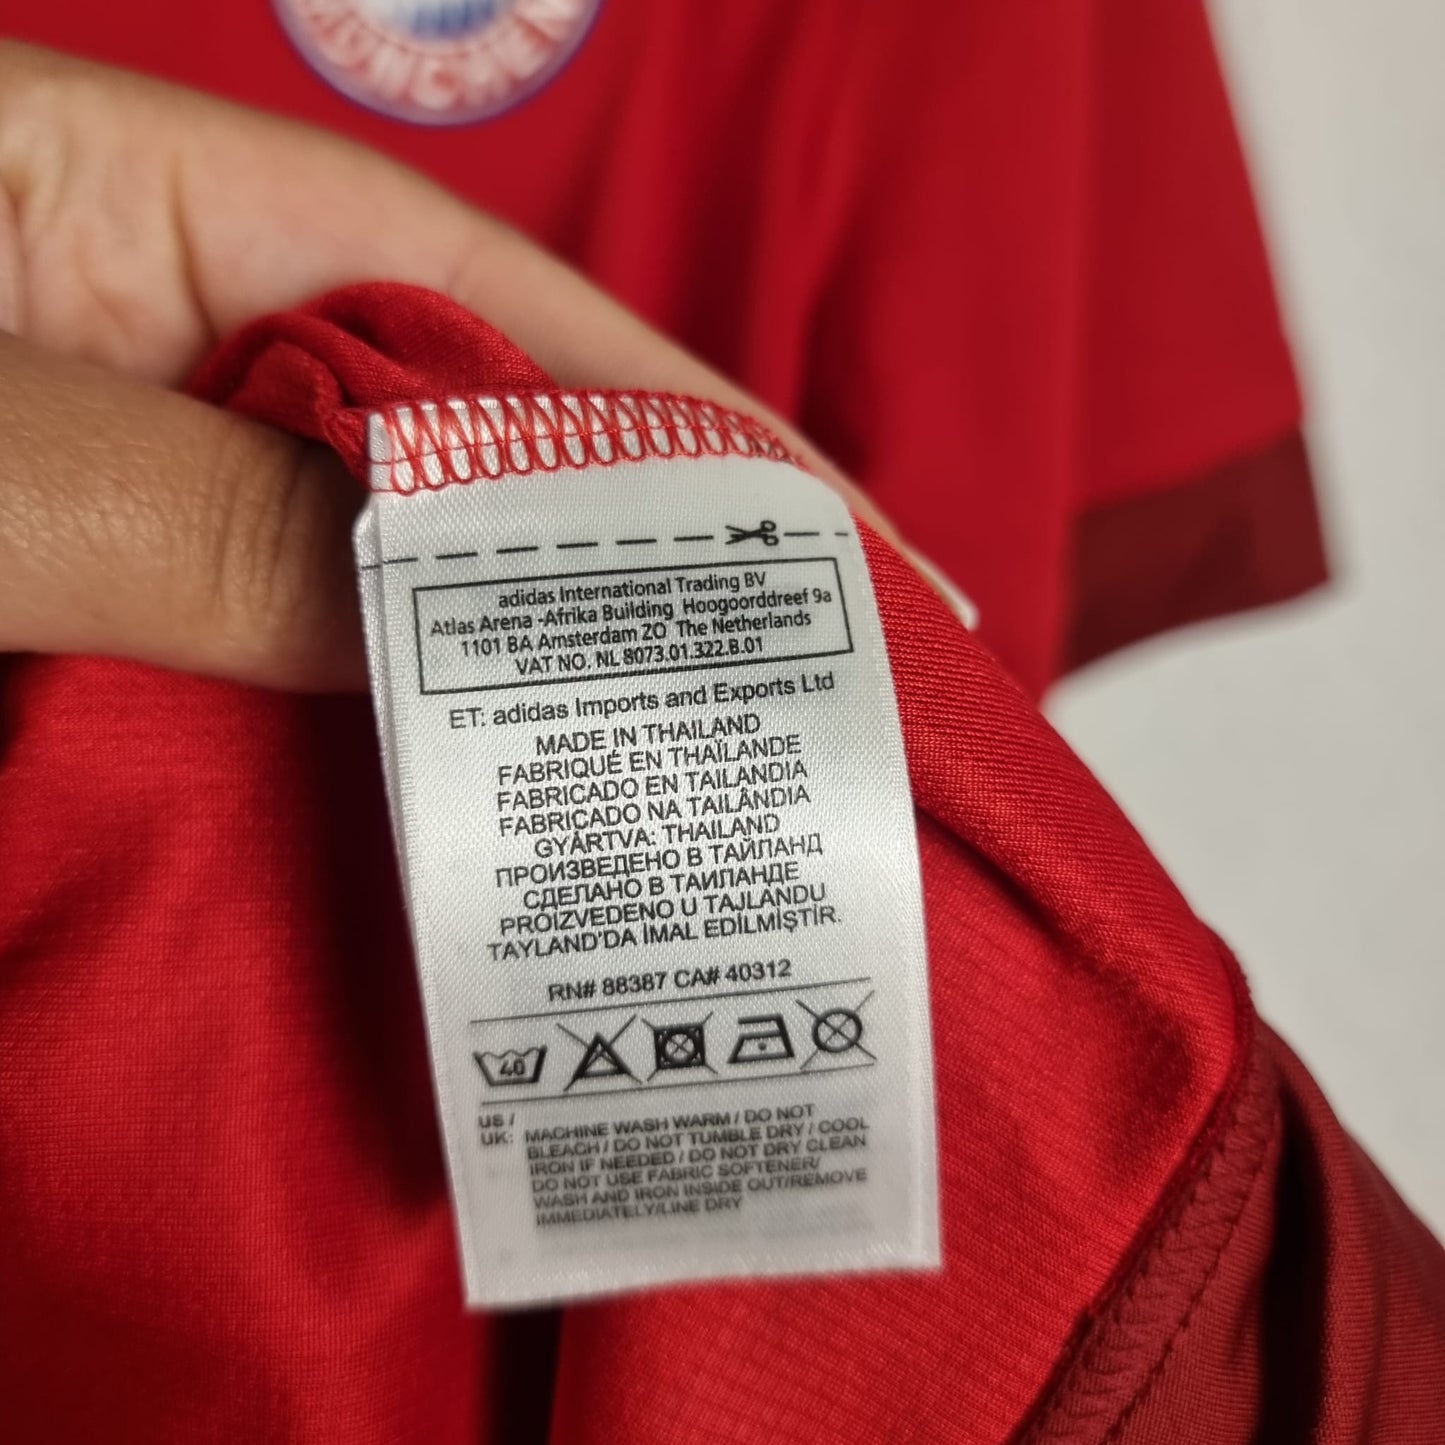 MÜNCHEN
adidas International Trading BV
Atlas Arena -Afrika Building Hoogoorddreef 9a
1101 BA Amsterdam ZO The Netherlands
VAT NO. NL 8073.01.322.B.01
ET: adidas Imports and Exports Ltd
MADE IN THAILAND
FABRIQUÉ EN THAÏLANDE
FABRICADO EN TAILANDIA
FABRICADO NA TAILÂNDIA
GYÁRTVA: THAILAND
ПРОИЗВЕДЕНО В ТАЙЛАНД
СДЕЛАНО В ТАИЛАНДЕ
PROIZVEDENO U TAJLANDU
TAYLAND'DA İMAL EDİLMİŞTİR.
RN# 88387 CA# 40312
40
US /
UK: MACHINE WASH WARM / DO NOT
BLEACH / DO NOT TUMBLE DRY / COOL
IRON IF NEEDED / DO NOT DRY CLEAN
DO NOT USE FABRIC SOFTENER/
WASH AND IRON INSIDE OUT/REMOVE
IMMEDIATELY/LINE DRY